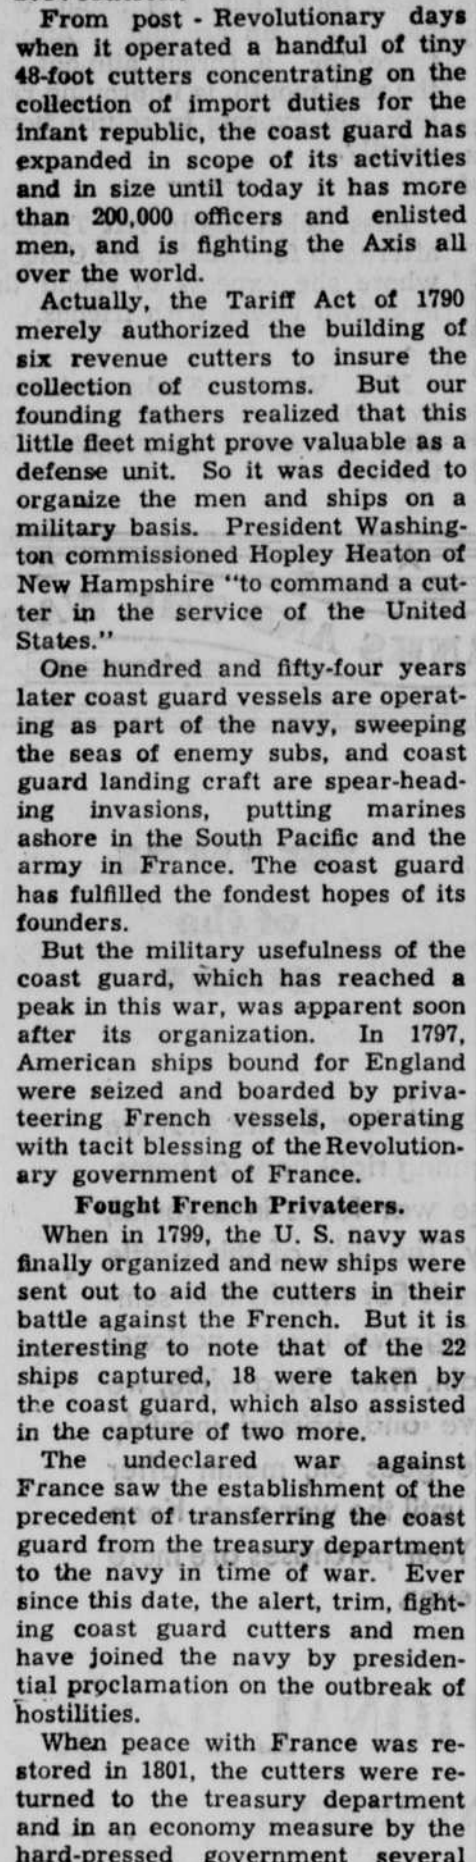 From post - Revolutionary days
when it operated a handful of tiny
48-foot cutters concentrating on the
collection of import duties for the
infant republic, the coast guard has
expanded in scope of its activities
and in size until today it has more
than 200,000 officers and enlisted
men, and is fighting the Axis all
over the world.
Actually, the Tariff Act of 1790
merely authorized the building of
six revenue cutters to insure the
collection of customs. But our
founding fathers realized that this
little fleet might prove valuable as a
defense unit. So it was decided to
organize the men and ships on a
military basis. President Washing-
ton commissioned Hopley Heaton of
New Hampshire "to command a cut-
ter in the service of the United
States."
One hundred and fifty-four years
later coast guard vessels are operat-
ing as part of the navy, sweeping
the seas of enemy subs, and coast
guard landing craft are spear-head-
ing invasions, putting marines
ashore in the South Pacific and the
army in France. The coast guard
has fulfilled the fondest hopes of its
founders.
But the military usefulness of the
coast guard, which has reached a
peak in this war, was apparent soon
after its organization. In 1797,
American ships bound for England
were seized and boarded by priva-
teering French vessels, operating
with tacit blessing of the Revolution-
ary government of France.
Fought French Privateers.
When in 1799, the U. S. navy was
finally organized and new ships were
sent out to aid the cutters in their
battle against the French. But it is
interesting to note that of the 22
ships captured, 18 were taken by
the coast guard, which also assisted
in the capture of two more.
The undeclared war against
France saw the establishment of the
precedent of transferring the coast
guard from the treasury department
to the navy in time of war. Ever
since this date, the alert, trim, fight-
ing coast guard cutters and men
have joined the navy by presiden-
tial proclamation on the outbreak of
hostilities.
When peace with France was re-
stored in 1801, the cutters were re-
turned to the treasury department
and in an economy measure by the
hard-pressed government several